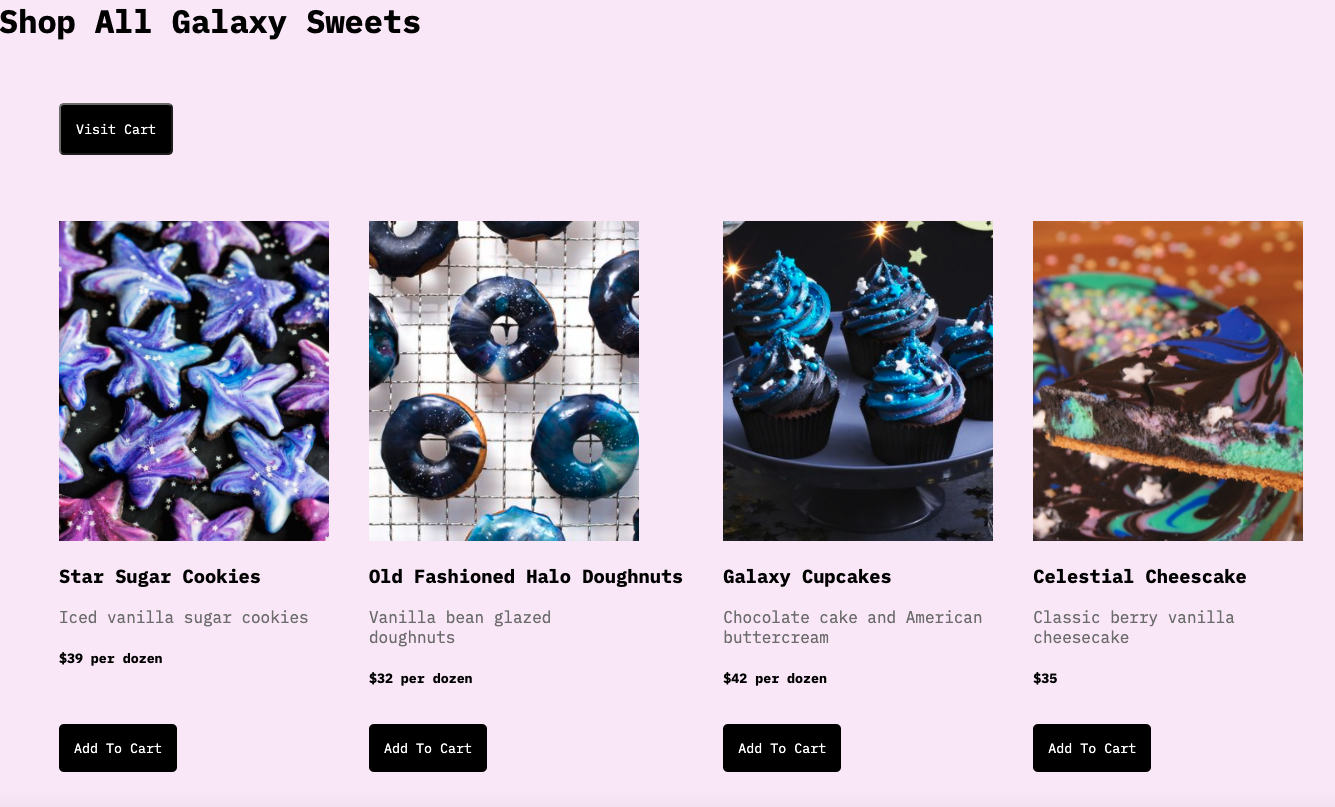 Shop All Galaxy Sweets
Visit Cart
Star Sugar Cookies
Iced vanilla sugar cookies
$39 per dozen
Add To Cart
Old Fashioned Halo Doughnuts
Vanilla bean glazed
doughnuts
$32 per dozen
Add To Cart
Galaxy Cupcakes
Chocolate cake and American
buttercream
$42 per dozen
Add To Cart
Celestial Cheescake
Classic berry vanilla
cheesecake
$35
Add To Cart